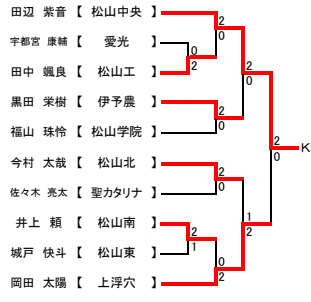 田辺 紫音【 松山中央 】
宇都宮 康輔【 愛光 】
田中 颯良【 松山工 】
黒田 栄樹【 伊予農 】
福山 珠怜【 松山学院 】
今村 太哉【 松山北 】
佐々木 亮太【 聖カタリナ 】
井上 頼【 松山南 】
城戸 快斗【 松山東 】
岡田 太陽【 上浮穴 】
2
0
0
2
2
0
2
0
2
0
K
2
0
1
2
2
1
0
2